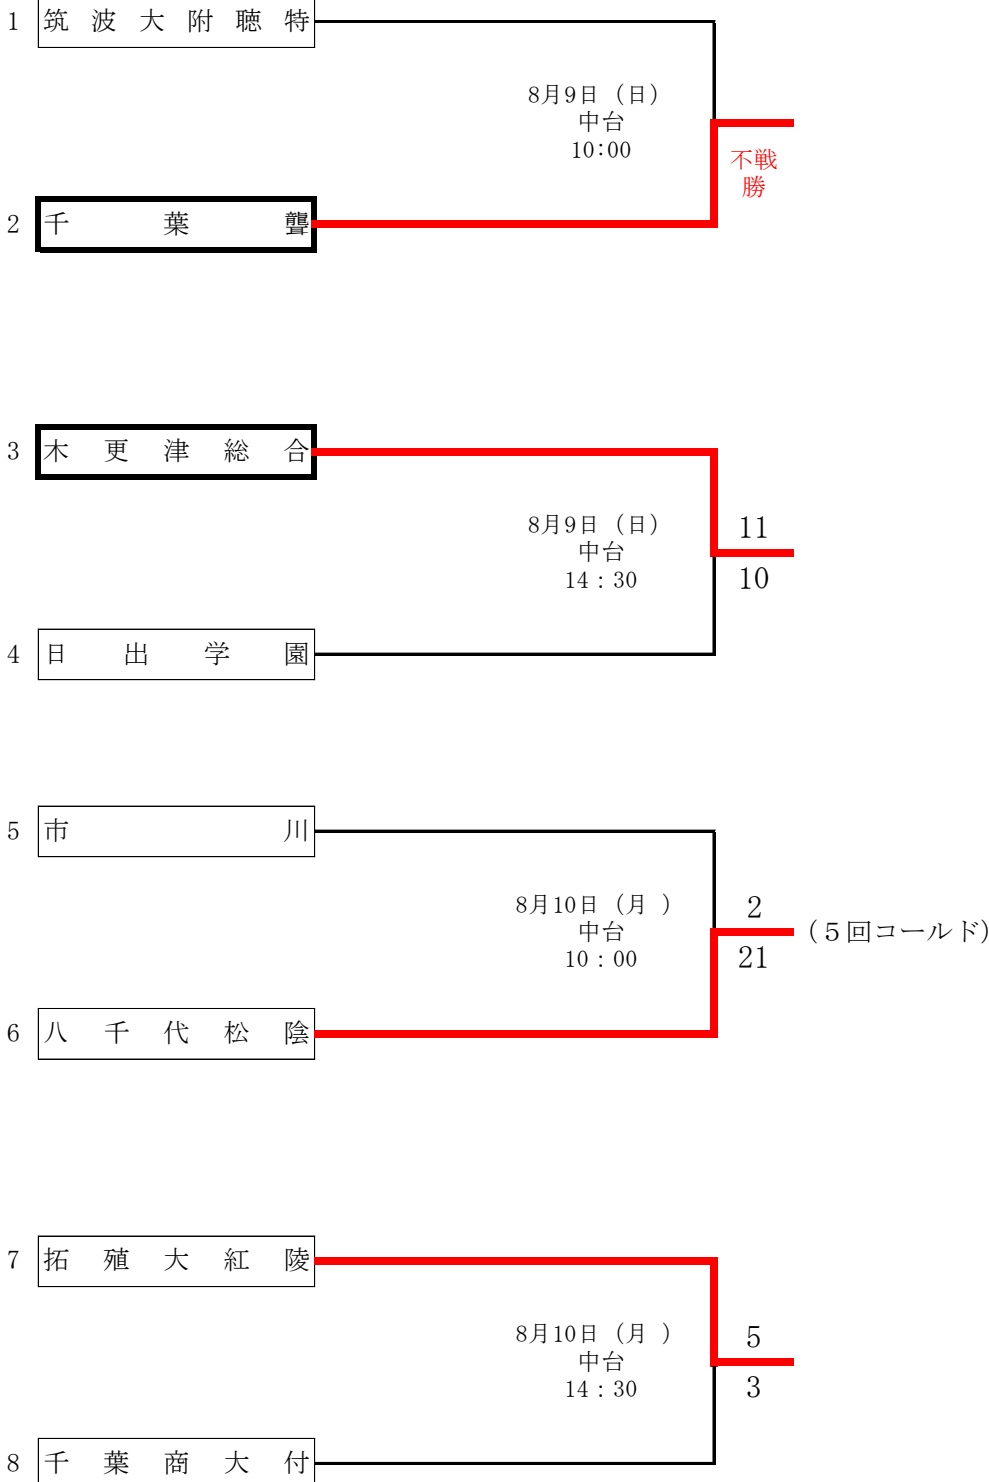 1 筑波大附聴特
8月9日（日）
中台
10:00
不戦
勝
2 千葉聾
3 木更津総合
8月9日（日）
中台
14：30
11
10
4 日出学園
5 市川
8月10日（月 ）
中台
10：00
2
21
（５回コールド）
6 八千代松陰
7 拓殖大紅陵
8月10日（月 ）
中台
14：30
5
3
8 千葉商大付